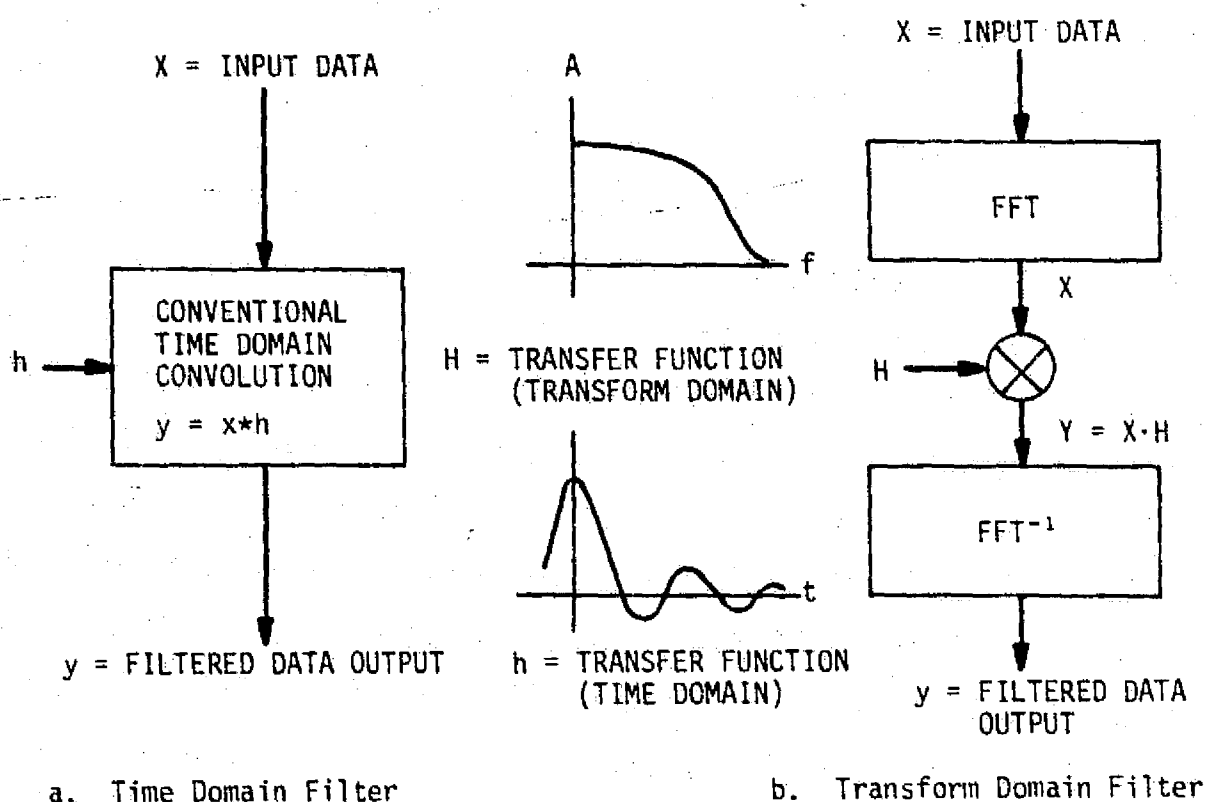 X = INPUT DATA
h
CONVENTIONAL
TIME DOMAIN
CONVOLUTION
y = x*h
y = FILTERED DATA OUTPUT
a. Time Domain Filter
A
f
H = TRANSFER FUNCTION
(TRANSFORM DOMAIN)
t
h = TRANSFER FUNCTION
(TIME DOMAIN)
X = INPUT DATA
FFT
X
H
Y = X·H
FFT⁻¹
y = FILTERED DATA
OUTPUT
b. Transform Domain Filter